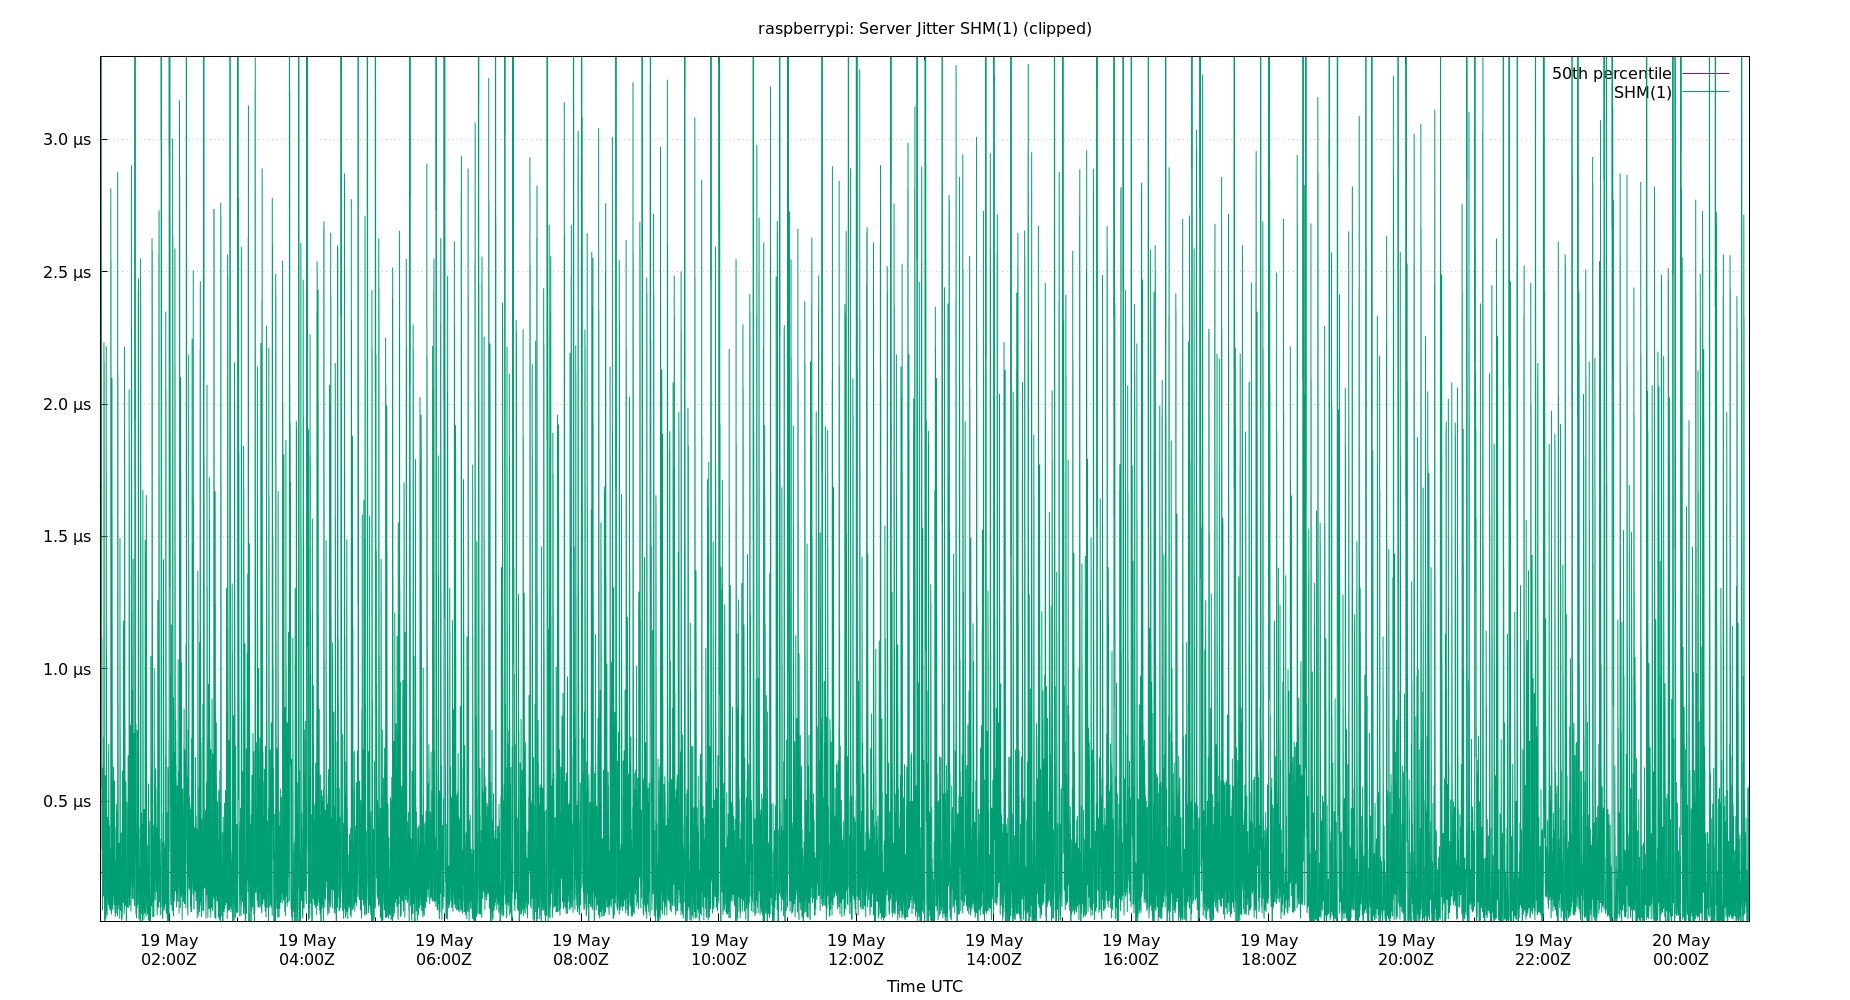 raspberrypi: Server Jitter SHM(1) (clipped)
50th percentile
SHM(1)
3.0 μs
2.5 μs
2.0 μs
1.5 μs
1.0 μs
0.5 μs
19 May 19 May 19 May 19 May 19 May 19 May 19 May 19 May 19 May 19 May 19 May 20 May
02:00Z 04:00Z 06:00Z 08:00Z 10:00Z 12:00Z 14:00Z 16:00Z 18:00Z 20:00Z 22:00Z 00:00Z
Time UTC